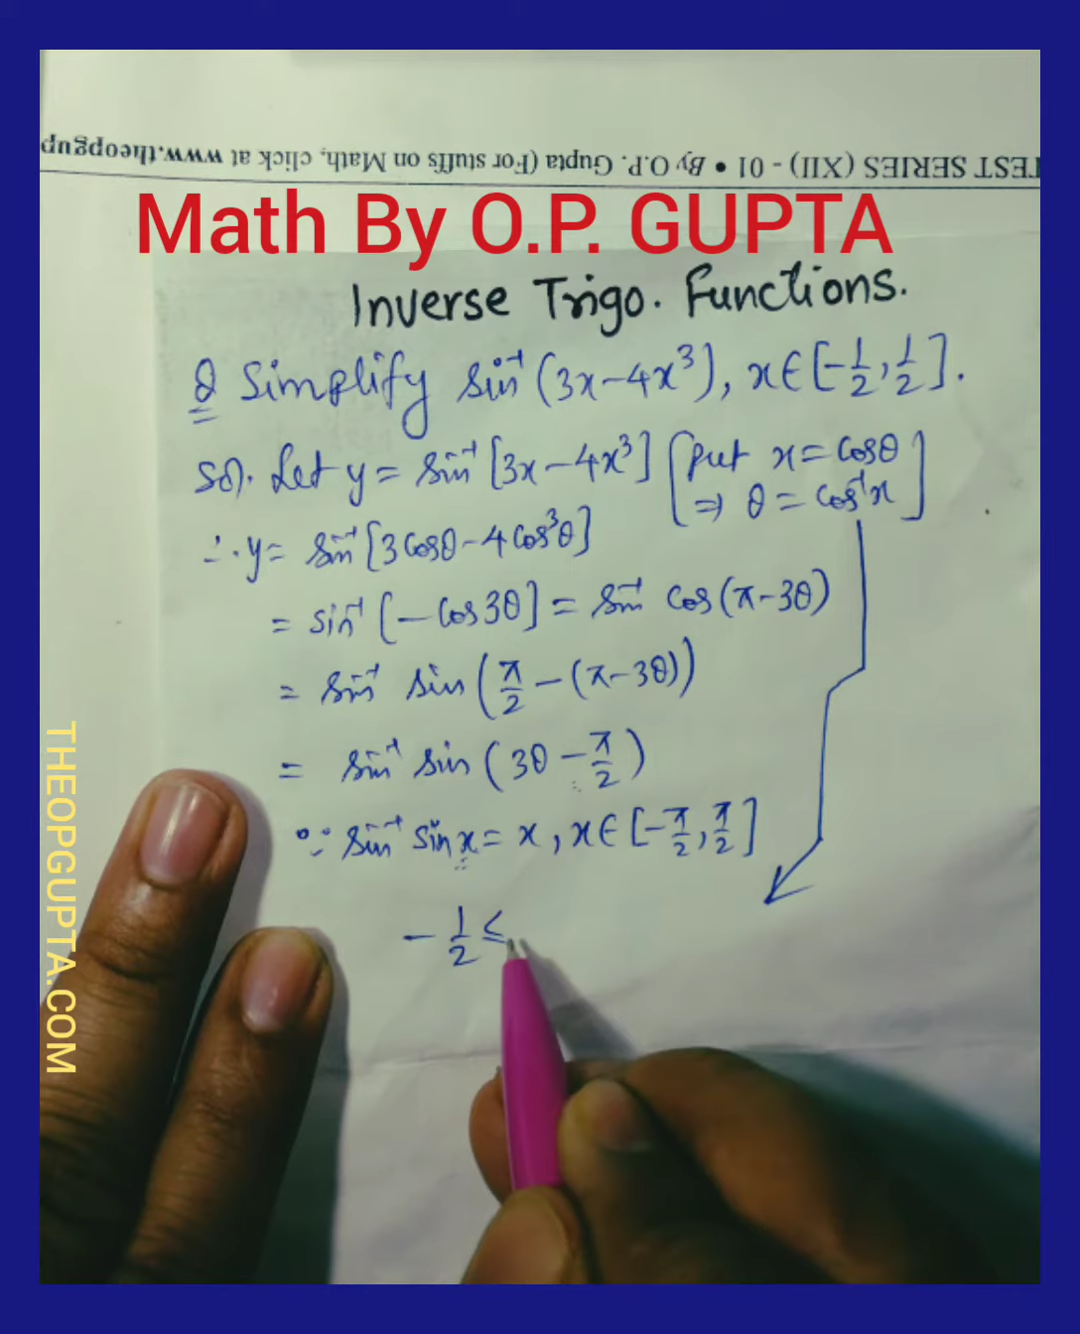 TEST SERIES (XII) - 01 • By O.P. Gupta (For stuffs on Math, click at www.theopgup
Math By O.P. GUPTA
Inverse Trigo. Functions.
Q Simplify sin⁻¹(3x-4x³), x∈[-1/2, 1/2].
Sol. Let y = sin⁻¹[3x-4x³] [Put x = cosθ
⇒ θ = cos⁻¹x]
∴ y = sin⁻¹[3cosθ-4cos³θ]
= sin⁻¹[-cos3θ] = sin⁻¹ cos(π-3θ)
= sin⁻¹ sin(π/2-(π-3θ))
= sin⁻¹ sin(3θ-π/2)
∵ sin⁻¹ sinx = x, x∈[-π/2, π/2]
-1/2 ≤
THEOPGUPTA.COM